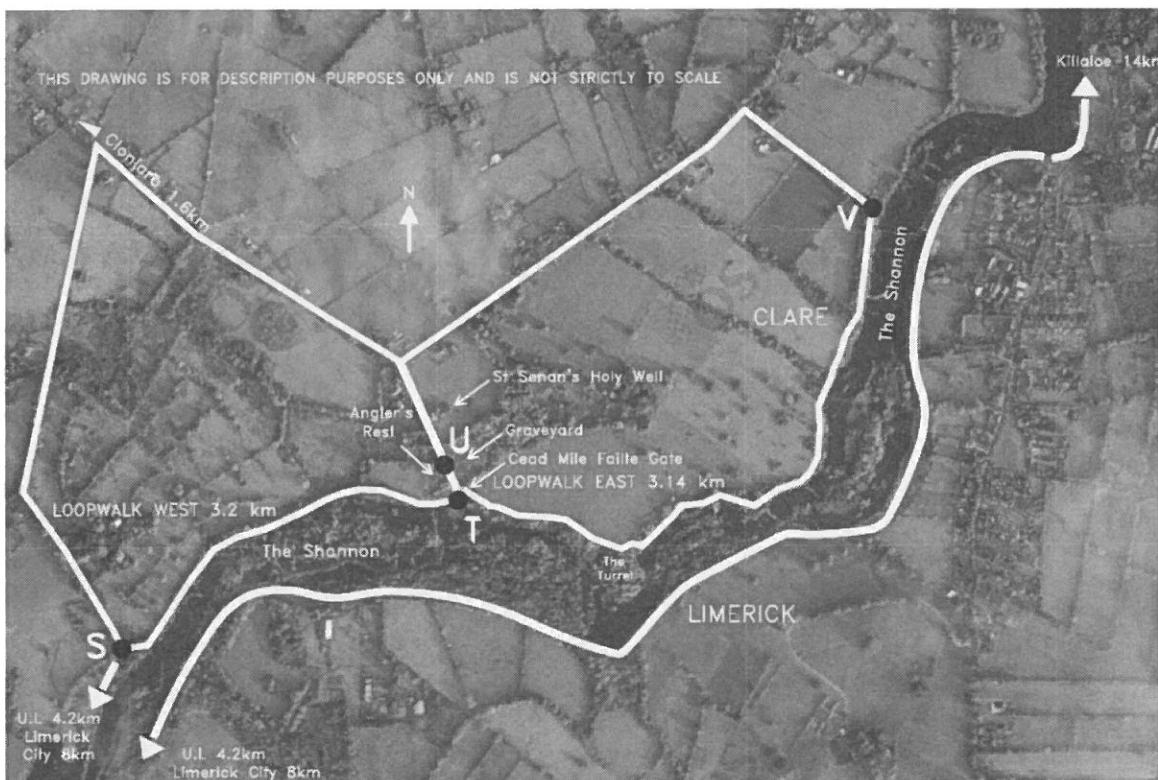 THIS DRAWING IS FOR DESCRIPTION PURPOSES ONLY AND IS NOT STRICTLY TO SCALE
Killaloe 14km
Clonlara 1.6km
N
V
The Shannon
CLARE
St Senan's Holy Well
Angler's
Rest
U
Graveyard
Cead Mile Failte Gate
LOOPWALK EAST 3.14 km
LOOPWALK WEST 3.2 km
T
The Shannon
The
Turret
LIMERICK
S
U.L 4.2km
Limerick
City 8km
U.L 4.2km
Limerick City 8km